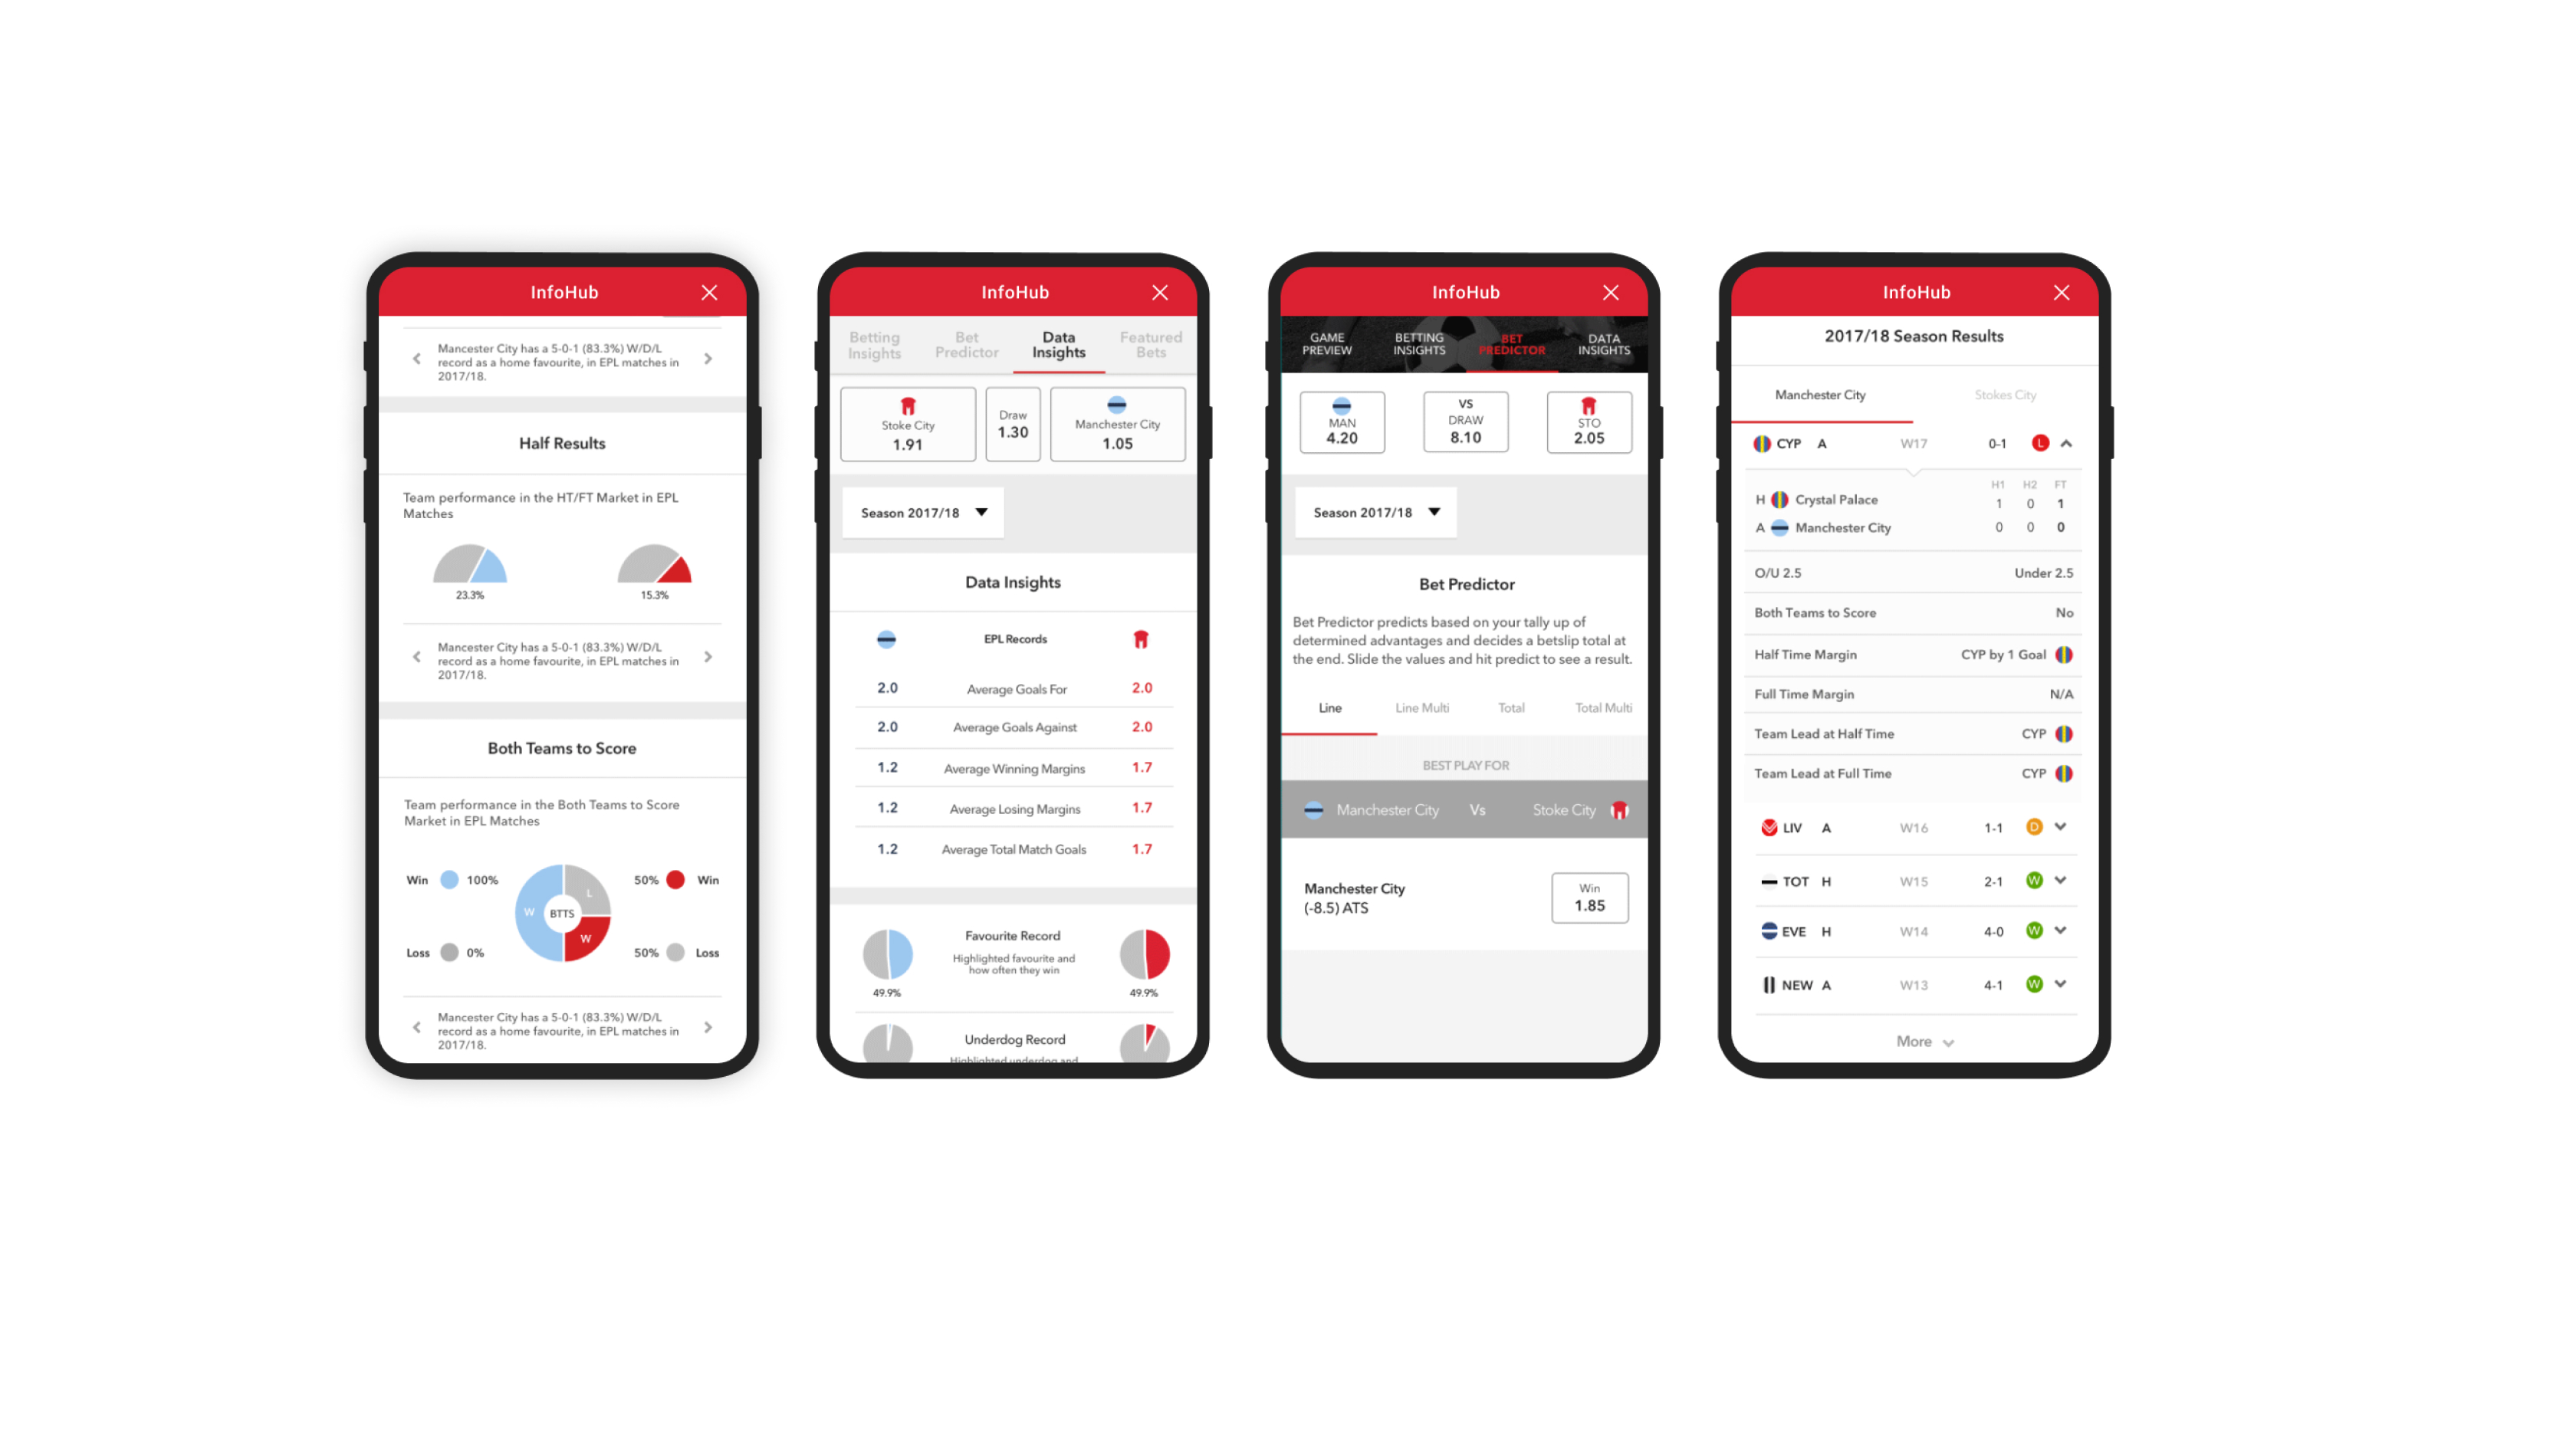 InfoHub
Mancester City has a 5-0-1 (83.3%) W/D/L
record as a home favourite, in EPL matches in
2017/18.
Half Results
Team performance in the HT/FT Market in EPL
Matches
23.3%
15.3%
Mancester City has a 5-0-1 (83.3%) W/D/L
record as a home favourite, in EPL matches in
2017/18.
Both Teams to Score
Team performance in the Both Teams to Score
Market in EPL Matches
Win 100%
50% Win
L
W
BTTS
W
Loss 0%
50% Loss
Mancester City has a 5-0-1 (83.3%) W/D/L
record as a home favourite, in EPL matches in
2017/18.
InfoHub
Betting
Insights
Bet
Predictor
Data
Insights
Featured
Bets
Stoke City
1.91
Draw
1.30
Manchester City
1.05
Season 2017/18
Data Insights
EPL Records
2.0 Average Goals For 2.0
2.0 Average Goals Against 2.0
1.2 Average Winning Margins 1.7
1.2 Average Losing Margins 1.7
1.2 Average Total Match Goals 1.7
Favourite Record
Highlighted favourite and
how often they win
49.9%
49.9%
Underdog Record
Highlighted underdog and
InfoHub
GAME
PREVIEW
BETTING
INSIGHTS
BET
PREDICTOR
DATA
INSIGHTS
MAN
4.20
VS
DRAW
8.10
STO
2.05
Season 2017/18
Bet Predictor
Bet Predictor predicts based on your tally up of
determined advantages and decides a betslip total at
the end. Slide the values and hit predict to see a result.
Line Line Multi Total Total Multi
BEST PLAY FOR
Manchester City Vs Stoke City
Manchester City
(-8.5) ATS
Win
1.85
InfoHub
2017/18 Season Results
Manchester City Stokes City
CYP A W17 0-1 L
H1 H2 FT
H Crystal Palace 1 0 1
A Manchester City 0 0 0
O/U 2.5 Under 2.5
Both Teams to Score No
Half Time Margin CYP by 1 Goal
Full Time Margin N/A
Team Lead at Half Time CYP
Team Lead at Full Time CYP
LIV A W16 1-1 D
TOT H W15 2-1 W
EVE H W14 4-0 W
NEW A W13 4-1 W
More